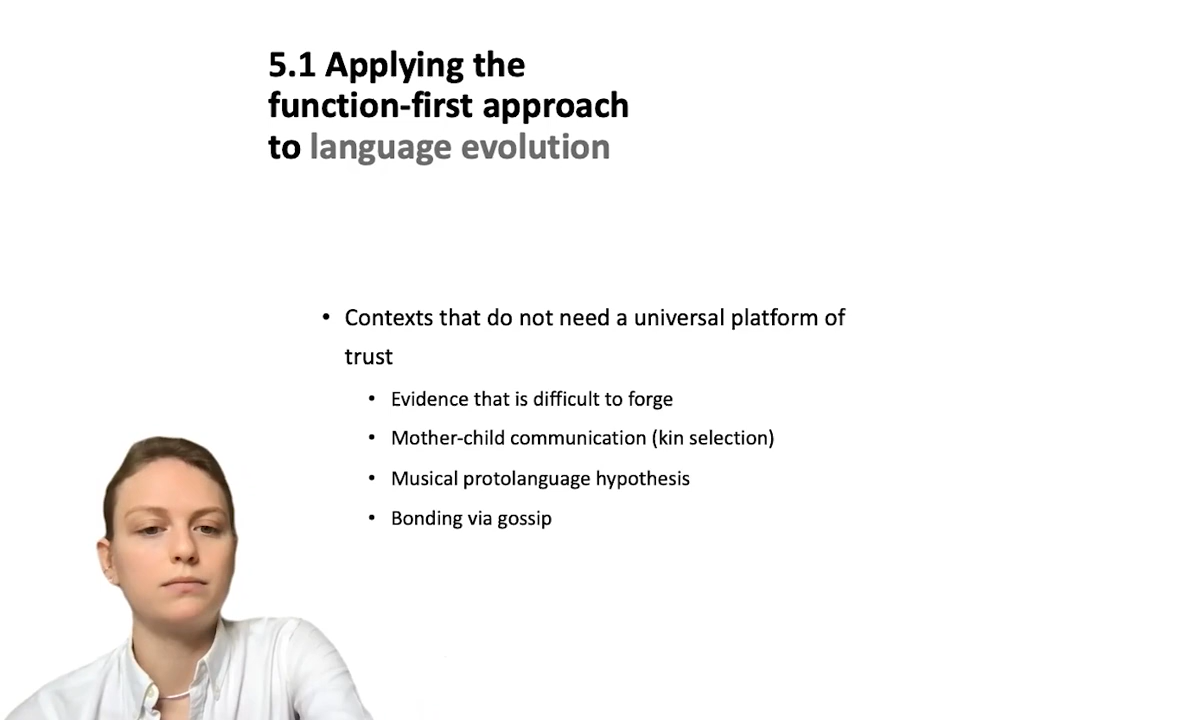 5.1 Applying the
function-first approach
to language evolution
• Contexts that do not need a universal platform of
trust
• Evidence that is difficult to forge
• Mother-child communication (kin selection)
• Musical protolanguage hypothesis
• Bonding via gossip